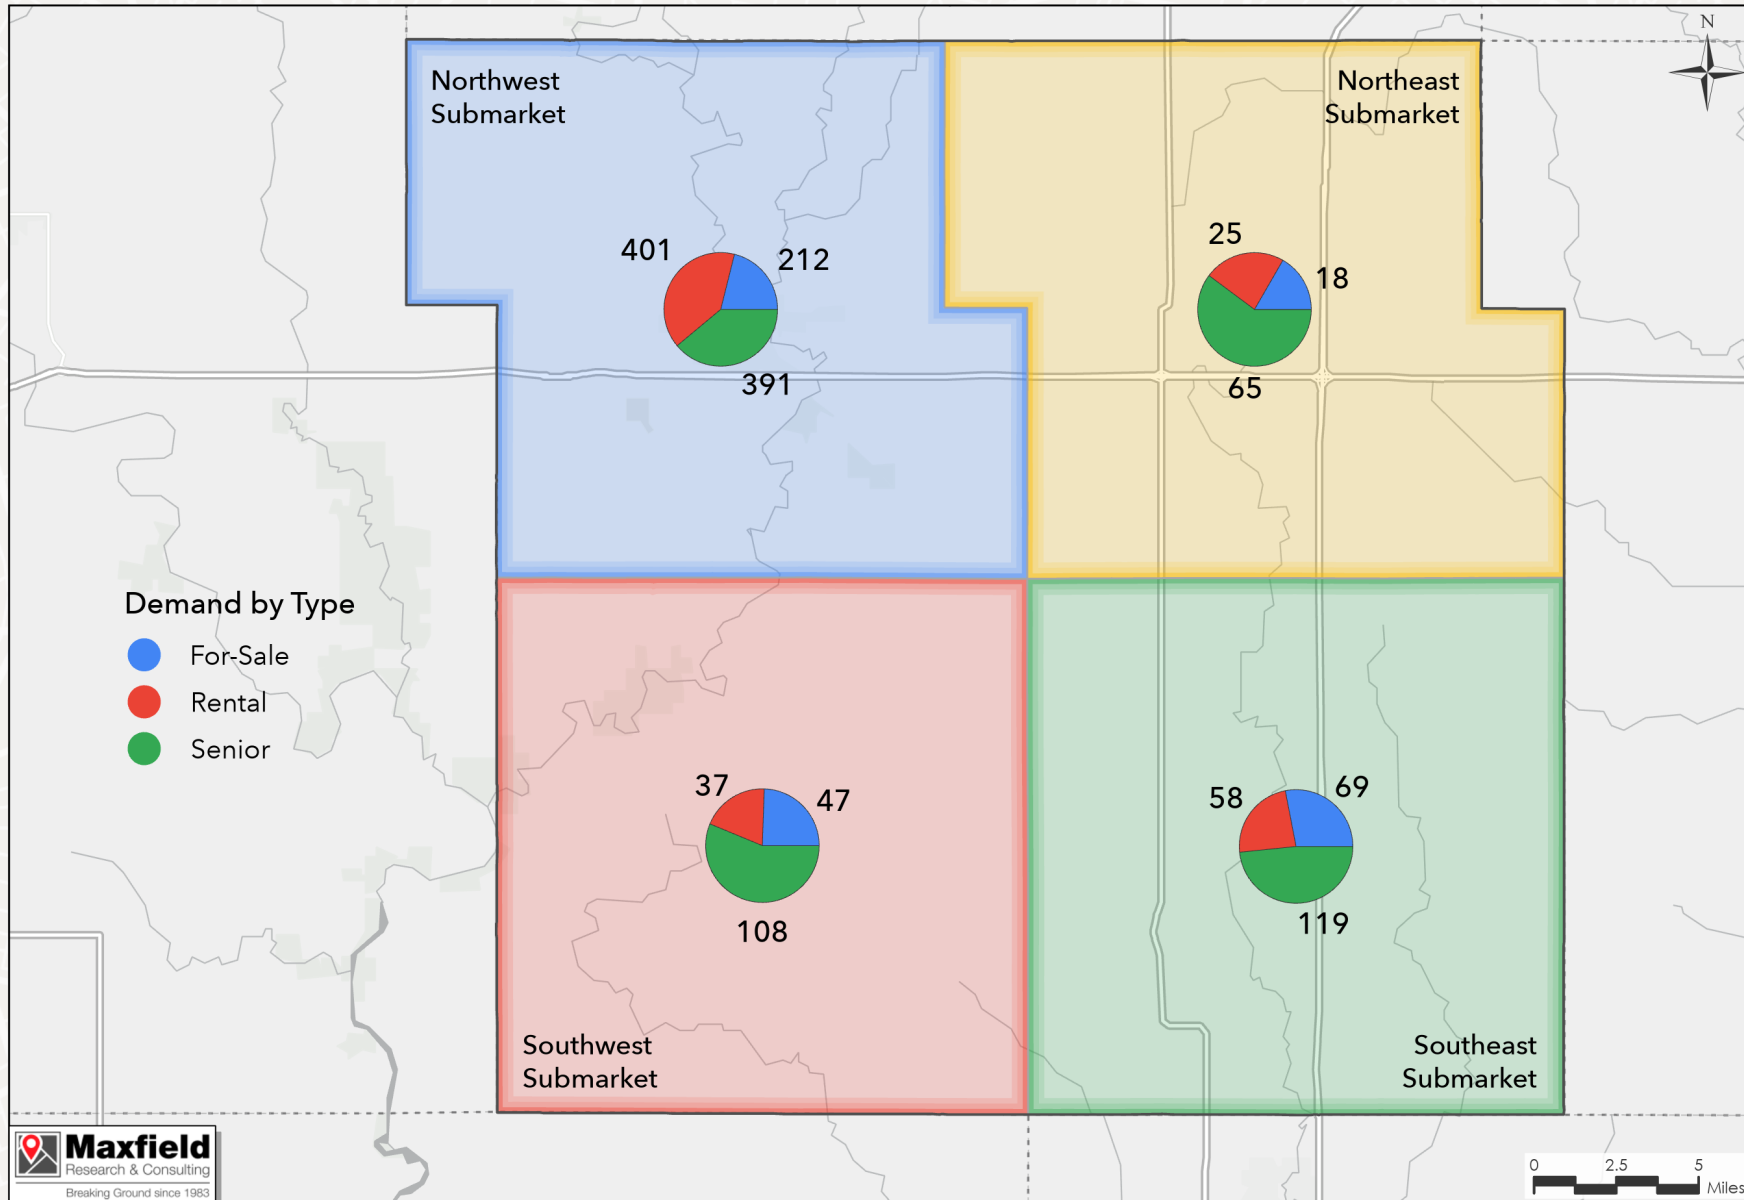 N
Northwest
Submarket
Northeast
Submarket
401
212
391
25
18
65
Demand by Type
For-Sale
Rental
Senior
37
47
108
58
69
119
Southwest
Submarket
Southeast
Submarket
Maxfield
Research & Consulting
Breaking Ground since 1983
0 2.5 5
Miles